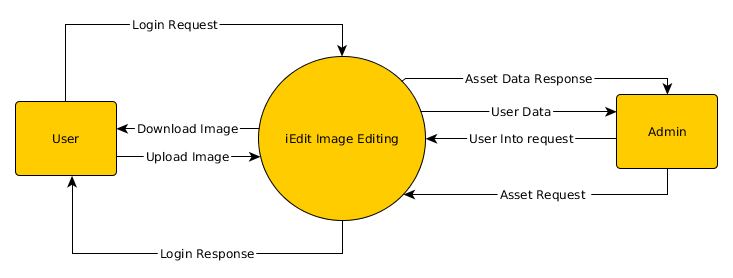 Login Request
Asset Data Response
User Data
Download Image
User
iEdit Image Editing
User Into request
Admin
Upload Image
Asset Request
Login Response